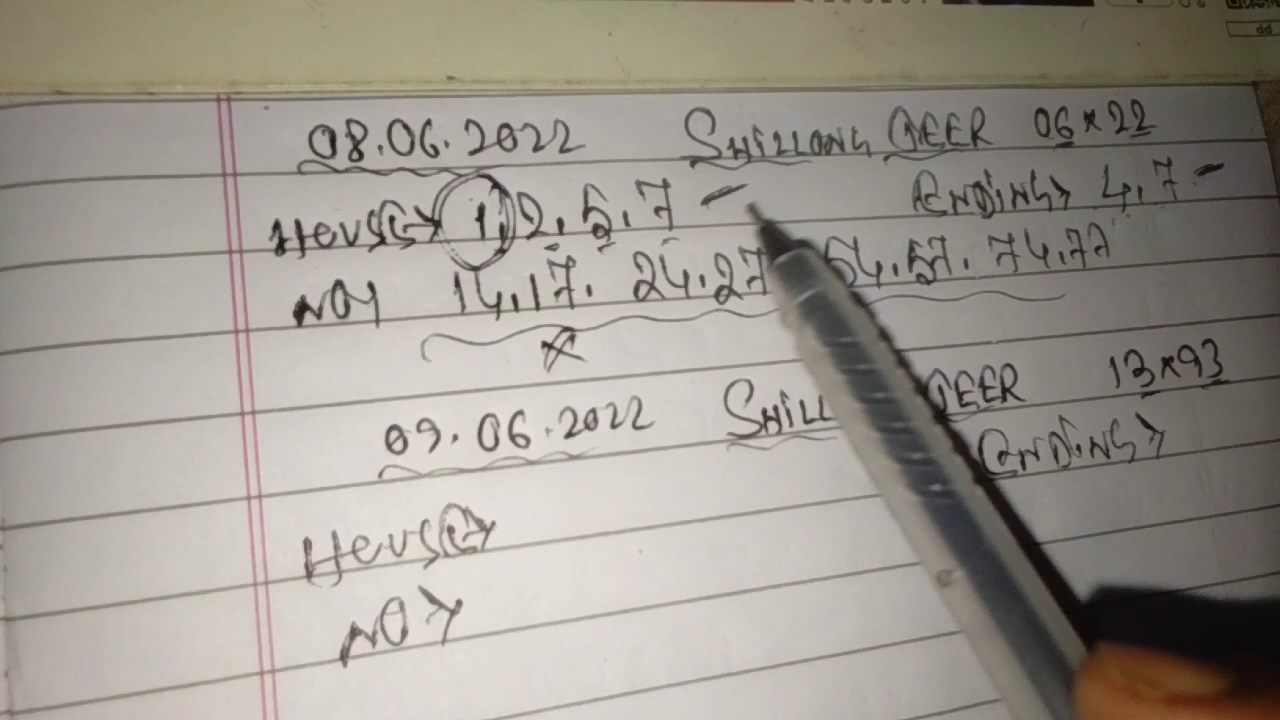 08.06.2022 SHILLONG TEER 06×22
HOUSE> 1,2.5.7 - ENDING> 4.7 -
NO> 14.17. 24.27 54.57. 74.77
×
09.06.2022 SHILL TEER 13×93
HOUSE> ENDING>
NO>